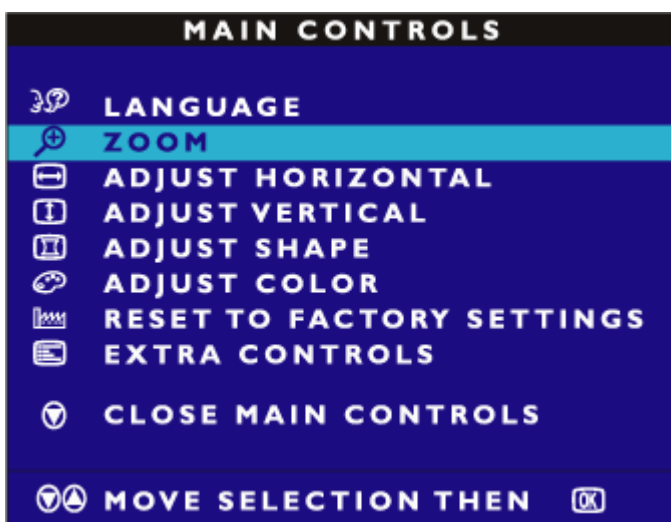 MAIN CONTROLS
LANGUAGE
ZOOM
ADJUST HORIZONTAL
ADJUST VERTICAL
ADJUST SHAPE
ADJUST COLOR
RESET TO FACTORY SETTINGS
EXTRA CONTROLS
CLOSE MAIN CONTROLS
MOVE SELECTION THEN OK